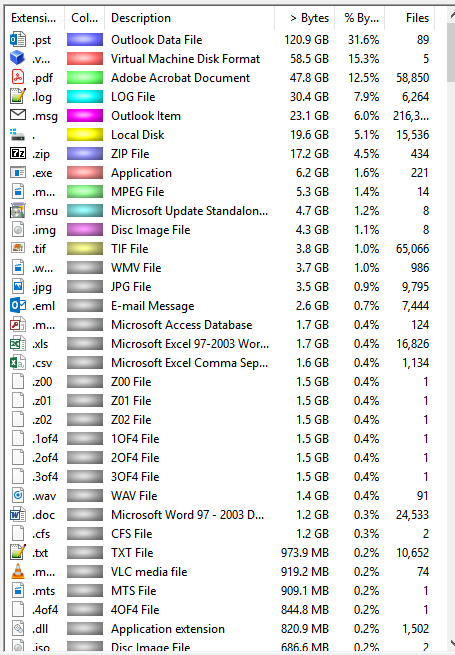 Extensi... Col... Description > Bytes % By... Files
.pst Outlook Data File 120.9 GB 31.6% 89
.v... Virtual Machine Disk Format 58.5 GB 15.3% 5
.pdf Adobe Acrobat Document 47.8 GB 12.5% 58,850
.log LOG File 30.4 GB 7.9% 6,264
.msg Outlook Item 23.1 GB 6.0% 216,3...
. Local Disk 19.6 GB 5.1% 15,536
.zip ZIP File 17.2 GB 4.5% 434
.exe Application 6.2 GB 1.6% 221
.m... MPEG File 5.3 GB 1.4% 14
.msu Microsoft Update Standalon... 4.7 GB 1.2% 8
.img Disc Image File 4.3 GB 1.1% 8
.tif TIF File 3.8 GB 1.0% 65,066
.w... WMV File 3.7 GB 1.0% 986
.jpg JPG File 3.5 GB 0.9% 9,795
.eml E-mail Message 2.6 GB 0.7% 7,444
.m... Microsoft Access Database 1.7 GB 0.4% 124
.xls Microsoft Excel 97-2003 Wor... 1.7 GB 0.4% 16,826
.csv Microsoft Excel Comma Sep... 1.6 GB 0.4% 1,134
.z00 Z00 File 1.5 GB 0.4% 1
.z01 Z01 File 1.5 GB 0.4% 1
.z02 Z02 File 1.5 GB 0.4% 1
.1of4 1OF4 File 1.5 GB 0.4% 1
.2of4 2OF4 File 1.5 GB 0.4% 1
.3of4 3OF4 File 1.5 GB 0.4% 1
.wav WAV File 1.4 GB 0.4% 91
.doc Microsoft Word 97 - 2003 D... 1.2 GB 0.3% 24,533
.cfs CFS File 1.2 GB 0.3% 2
.txt TXT File 973.9 MB 0.2% 10,652
.m... VLC media file 919.2 MB 0.2% 74
.mts MTS File 909.1 MB 0.2% 1
.4of4 4OF4 File 844.8 MB 0.2% 1
.dll Application extension 820.9 MB 0.2% 1,502
.iso Disc Image File 686.6 MB 0.2% 3